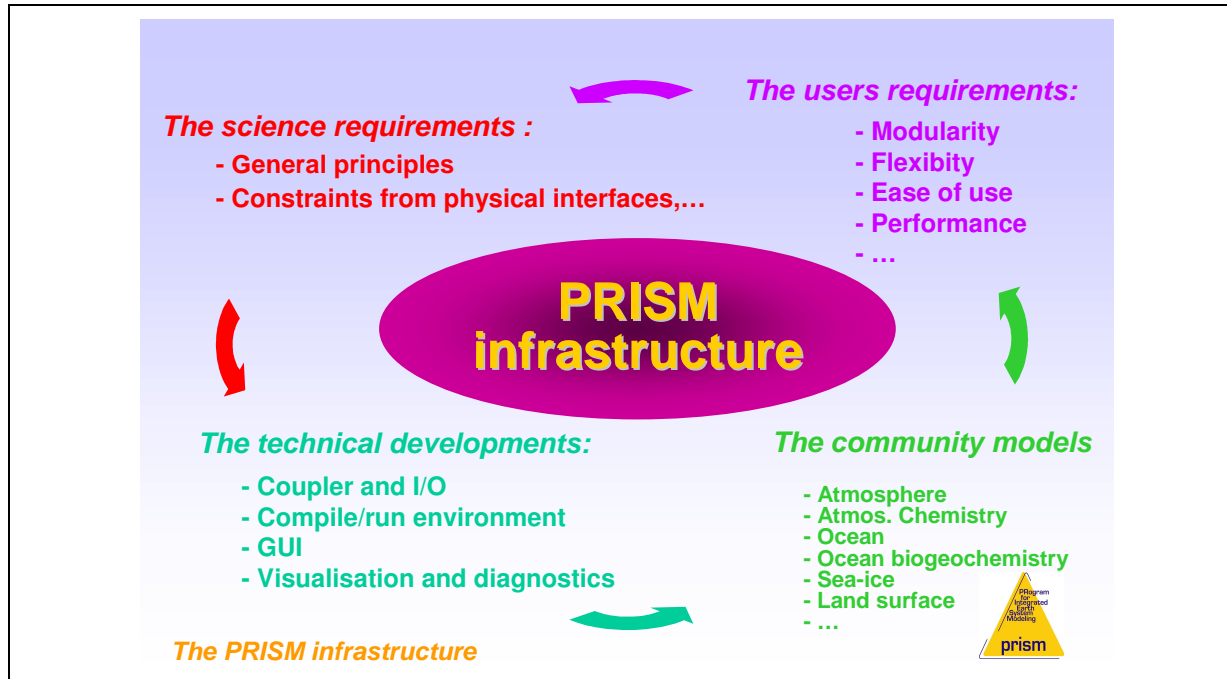 The science requirements :
- General principles
- Constraints from physical interfaces,…
The users requirements:
- Modularity
- Flexibity
- Ease of use
- Performance
- …
PRISM
infrastructure
The technical developments:
- Coupler and I/O
- Compile/run environment
- GUI
- Visualisation and diagnostics
The community models
- Atmosphere
- Atmos. Chemistry
- Ocean
- Ocean biogeochemistry
- Sea-ice
- Land surface
- …
PRogram
for
Integrated
Earth
System
Modeling
prism
The PRISM infrastructure